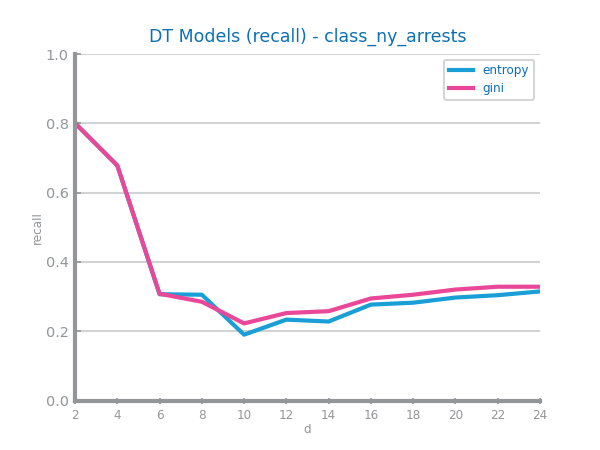 DT Models (recall) - class_ny_arrests
entropy
gini
recall
1.0
0.8
0.6
0.4
0.2
0.0
2 4 6 8 10 12 14 16 18 20 22 24
d